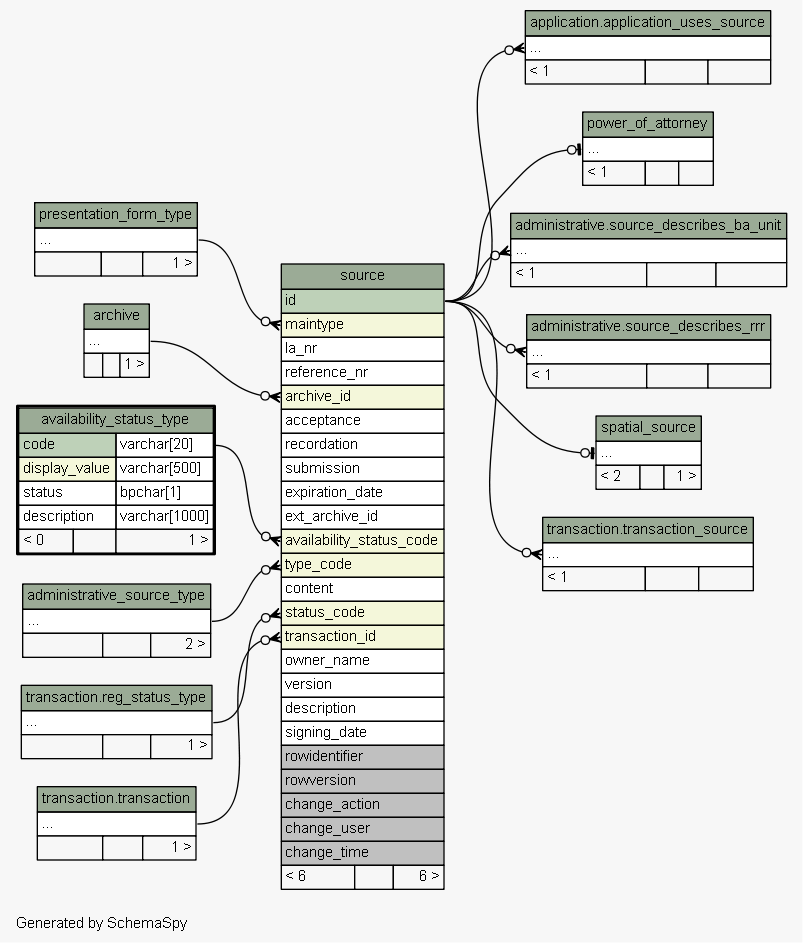 application.application_uses_source
...
< 1
power_of_attorney
...
< 1
presentation_form_type
...
1 >
administrative.source_describes_ba_unit
...
< 1
archive
...
1 >
administrative.source_describes_rrr
...
< 1
availability_status_type
code varchar[20]
display_value varchar[500]
status bpchar[1]
description varchar[1000]
< 0 1 >
spatial_source
...
< 2 1 >
transaction.transaction_source
...
< 1
administrative_source_type
...
2 >
transaction.reg_status_type
...
1 >
transaction.transaction
...
1 >
source
id
maintype
la_nr
reference_nr
archive_id
acceptance
recordation
submission
expiration_date
ext_archive_id
availability_status_code
type_code
content
status_code
transaction_id
owner_name
version
description
signing_date
rowidentifier
rowversion
change_action
change_user
change_time
< 6 6 >
Generated by SchemaSpy